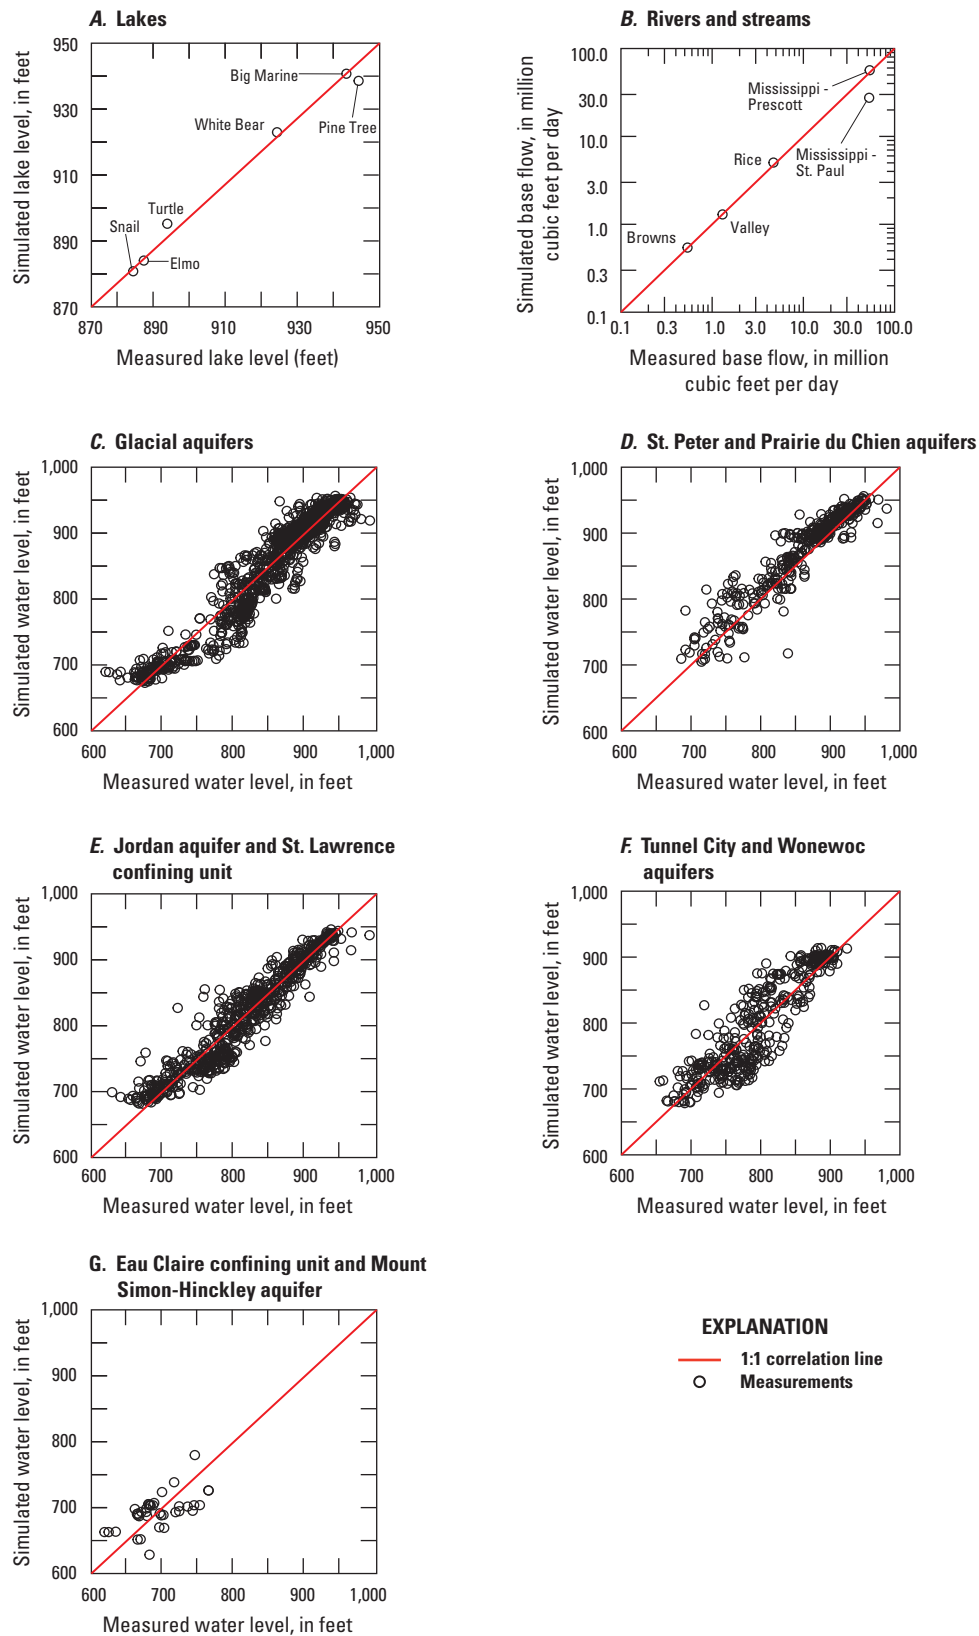 A. Lakes
950
930
910
890
870
870 890 910 930 950
Simulated lake level, in feet
Measured lake level (feet)
Big Marine
Pine Tree
White Bear
Turtle
Snail
Elmo
B. Rivers and streams
100.0
30.0
10.0
3.0
1.0
0.3
0.1
0.1 0.3 1.0 3.0 10.0 30.0 100.0
Simulated base flow, in million
cubic feet per day
Measured base flow, in million
cubic feet per day
Mississippi -
Prescott
Mississippi -
St. Paul
Rice
Valley
Browns
C. Glacial aquifers
1,000
900
800
700
600
600 700 800 900 1,000
Simulated water level, in feet
Measured water level, in feet
D. St. Peter and Prairie du Chien aquifers
1,000
900
800
700
600
600 700 800 900 1,000
Simulated water level, in feet
Measured water level, in feet
E. Jordan aquifer and St. Lawrence
confining unit
1,000
900
800
700
600
600 700 800 900 1,000
Simulated water level, in feet
Measured water level, in feet
F. Tunnel City and Wonewoc
aquifers
1,000
900
800
700
600
600 700 800 900 1,000
Simulated water level, in feet
Measured water level, in feet
G. Eau Claire confining unit and Mount
Simon-Hinckley aquifer
1,000
900
800
700
600
600 700 800 900 1,000
Simulated water level, in feet
Measured water level, in feet
EXPLANATION
1:1 correlation line
Measurements